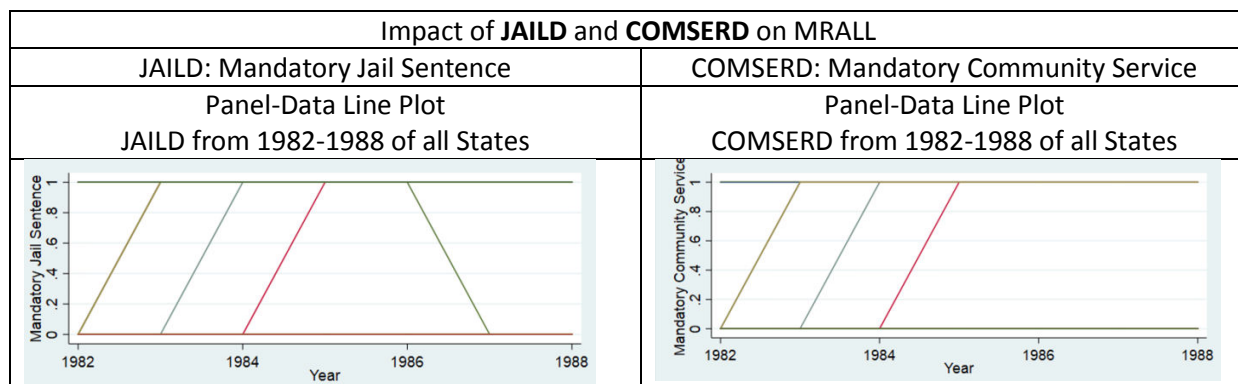 Impact of JAILD and COMSERD on MRALL
JAILD: Mandatory Jail Sentence
COMSERD: Mandatory Community Service
Panel-Data Line Plot
JAILD from 1982-1988 of all States
Panel-Data Line Plot
COMSERD from 1982-1988 of all States
Mandatory Jail Sentence
1
.8
.6
.4
.2
0
1982 1984 1986 1988
Year
Mandatory Community Service
1
.8
.6
.4
.2
0
1982 1984 1986 1988
Year